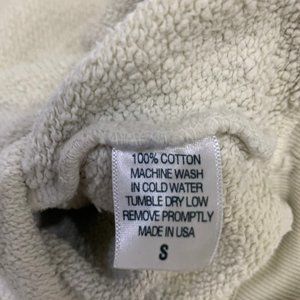 100% COTTON
MACHINE WASH
IN COLD WATER
TUMBLE DRY LOW
REMOVE PROMPTLY
MADE IN USA
S